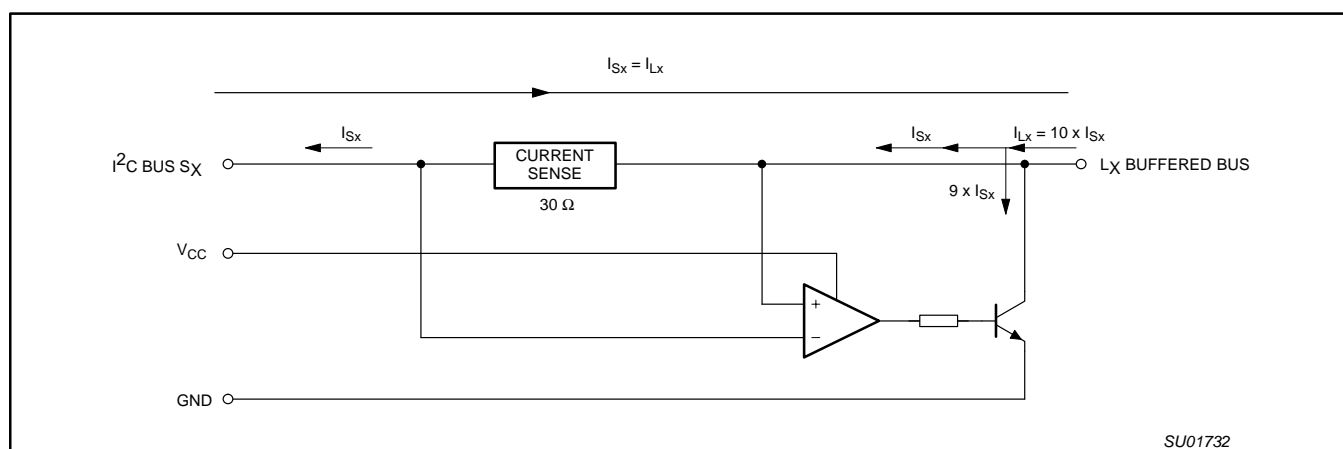 I_Sx = I_Lx
I_Sx
CURRENT
SENSE
30 Ω
I_Sx
I_Lx = 10 x I_Sx
9 x I_Sx
I²C BUS S_X
L_X BUFFERED BUS
V_CC
+
−
GND
SU01732